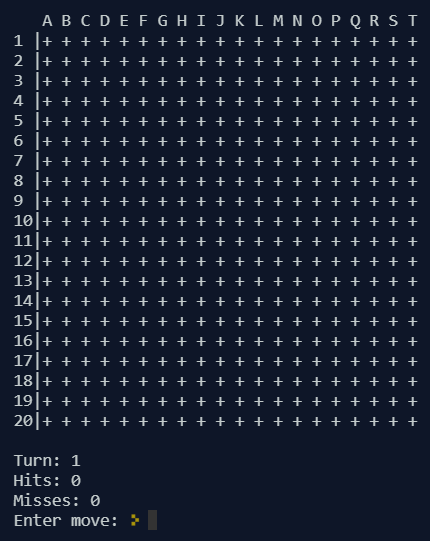 A B C D E F G H I J K L M N O P Q R S T
1 |+ + + + + + + + + + + + + + + + + + + +
2 |+ + + + + + + + + + + + + + + + + + + +
3 |+ + + + + + + + + + + + + + + + + + + +
4 |+ + + + + + + + + + + + + + + + + + + +
5 |+ + + + + + + + + + + + + + + + + + + +
6 |+ + + + + + + + + + + + + + + + + + + +
7 |+ + + + + + + + + + + + + + + + + + + +
8 |+ + + + + + + + + + + + + + + + + + + +
9 |+ + + + + + + + + + + + + + + + + + + +
10|+ + + + + + + + + + + + + + + + + + + +
11|+ + + + + + + + + + + + + + + + + + + +
12|+ + + + + + + + + + + + + + + + + + + +
13|+ + + + + + + + + + + + + + + + + + + +
14|+ + + + + + + + + + + + + + + + + + + +
15|+ + + + + + + + + + + + + + + + + + + +
16|+ + + + + + + + + + + + + + + + + + + +
17|+ + + + + + + + + + + + + + + + + + + +
18|+ + + + + + + + + + + + + + + + + + + +
19|+ + + + + + + + + + + + + + + + + + + +
20|+ + + + + + + + + + + + + + + + + + + +
Turn: 1
Hits: 0
Misses: 0
Enter move: >